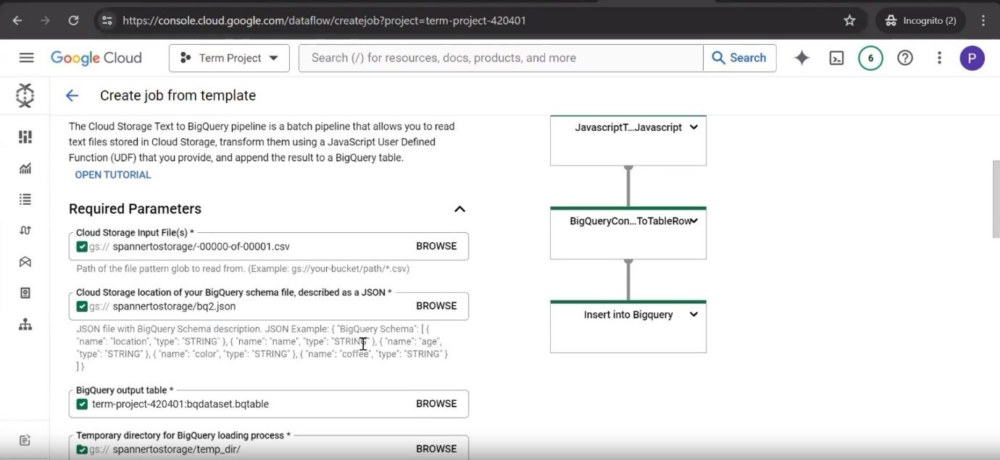 https://console.cloud.google.com/dataflow/createjob?project=term-project-420401
Incognito (2)
Google Cloud
Term Project
Search (/) for resources, docs, products, and more
Search
6
P
Create job from template
The Cloud Storage Text to BigQuery pipeline is a batch pipeline that allows you to read
text files stored in Cloud Storage, transform them using a JavaScript User Defined
Function (UDF) that you provide, and append the result to a BigQuery table.
OPEN TUTORIAL
Required Parameters
Cloud Storage Input File(s) *
gs:// spannertostorage/-00000-of-00001.csv
BROWSE
Path of the file pattern glob to read from. (Example: gs://your-bucket/path/*.csv)
Cloud Storage location of your BigQuery schema file, described as a JSON *
gs:// spannertostorage/bq2.json
BROWSE
JSON file with BigQuery Schema description. JSON Example: { "BigQuery Schema": [ {
"name": "location", "type": "STRING" }, { "name": "name", "type": "STRING" }, { "name": "age",
"type": "STRING" }, { "name": "color", "type": "STRING" }, { "name": "coffee", "type": "STRING" }
] }
BigQuery output table *
term-project-420401:bqdataset.bqtable
BROWSE
Temporary directory for BigQuery loading process *
gs:// spannertostorage/temp_dir/
BROWSE
JavascriptT...Javascript
BigQueryCon...ToTableRow
Insert into Bigquery